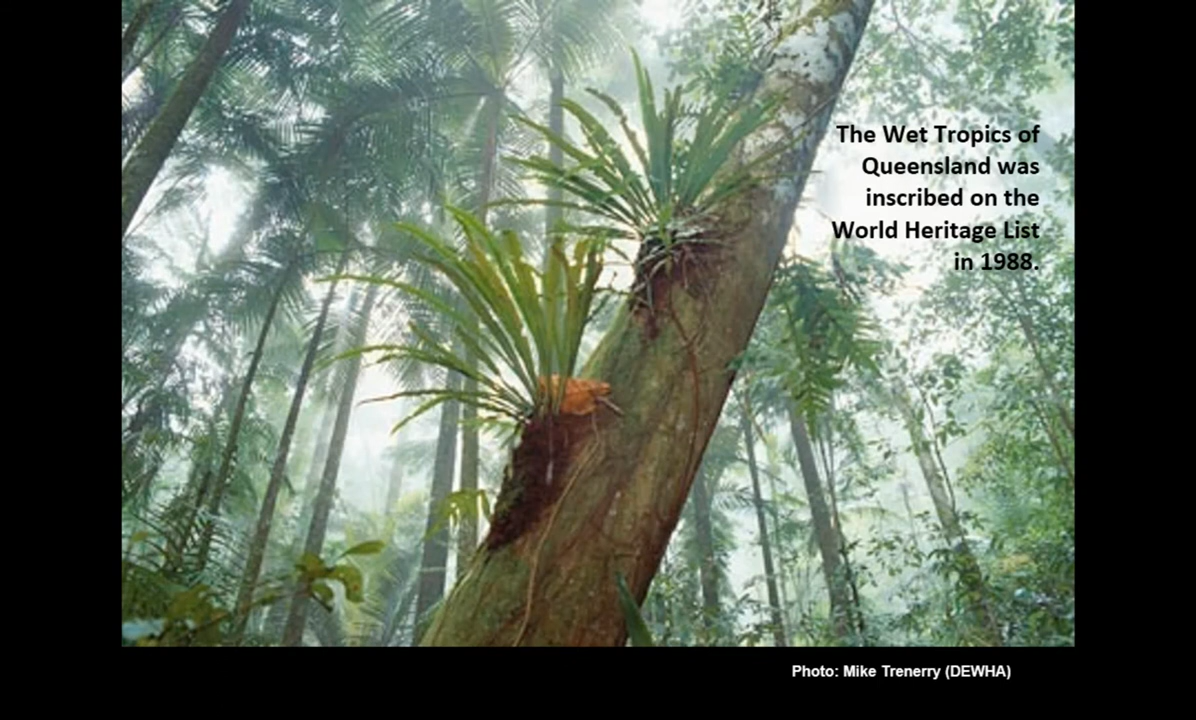 The Wet Tropics of
Queensland was
inscribed on the
World Heritage List
in 1988.
Photo: Mike Trenerry (DEWHA)